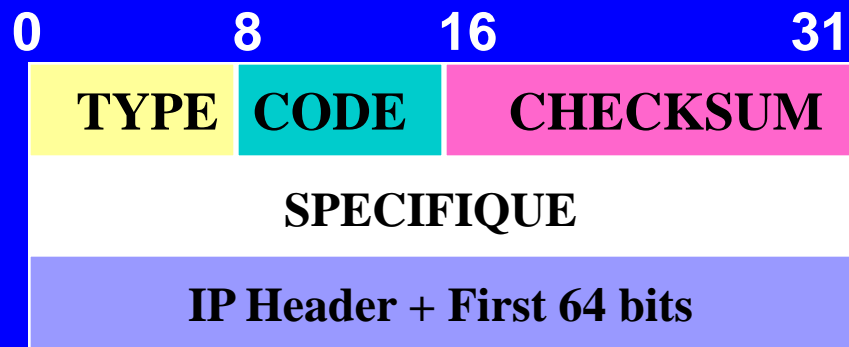 0 8 16 31
TYPE CODE CHECKSUM
SPECIFIQUE
IP Header + First 64 bits